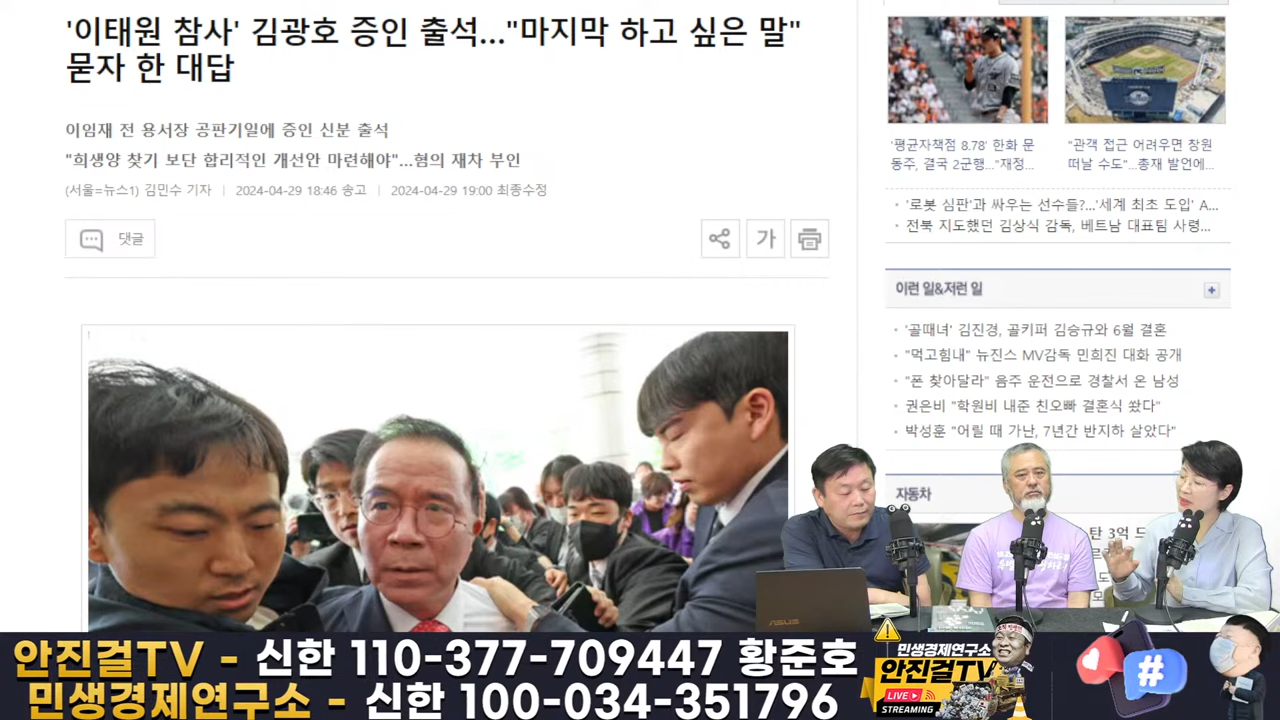 '이태원 참사' 김광호 증인 출석..."마지막 하고 싶은 말"
묻자 한 대답
이임재 전 용서장 공판기일에 증인 신분 출석
"희생양 찾기 보단 합리적인 개선안 마련해야"...혐의 재차 부인
(서울=뉴스1) 김민수 기자 | 2024-04-29 18:46 송고 | 2024-04-29 19:00 최종수정
댓글
가
'평균자책점 8.78' 한화 문
동주, 결국 2군행..."재정...
"관객 접근 어려우면 창원
떠날 수도"...총재 발언에...
'로봇 심판'과 싸우는 선수들?...'세계 최초 도입' A...
전북 지도했던 김상식 감독, 베트남 대표팀 사령...
이런 일&저런 일
'골때녀' 김진경, 골키퍼 김승규와 6월 결혼
"먹고힘내" 뉴진스 MV감독 민희진 대화 공개
"폰 찾아달라" 음주 운전으로 경찰서 온 남성
권은비 "학원비 내준 친오빠 결혼식 쐈다"
박성훈 "어릴 때 가난, 7년간 반지하 살았다"
자동차
탄 3억 드
ASUS
안진걸TV - 신한 110-377-709447 황준호
민생경제연구소 - 신한 100-034-351796
민생경제연구소
안진걸TV
LIVE
STREAMING
#